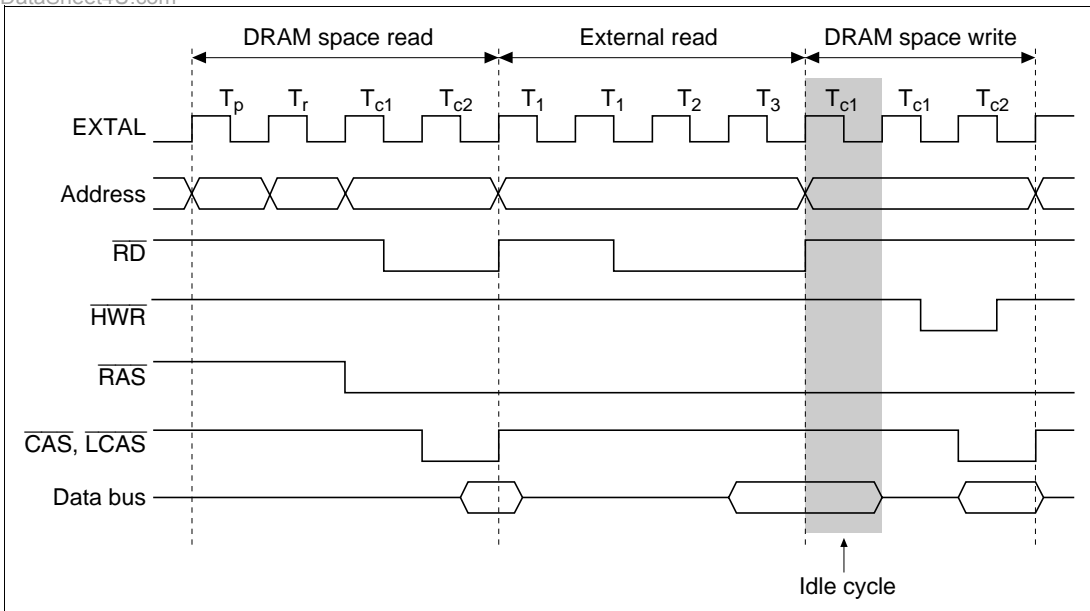 DataSheet4U.com
DRAM space read External read DRAM space write
Tp Tr Tc1 Tc2 T1 T1 T2 T3 Tc1 Tc1 Tc2
EXTAL
Address
RD
HWR
RAS
CAS, LCAS
Data bus
Idle cycle